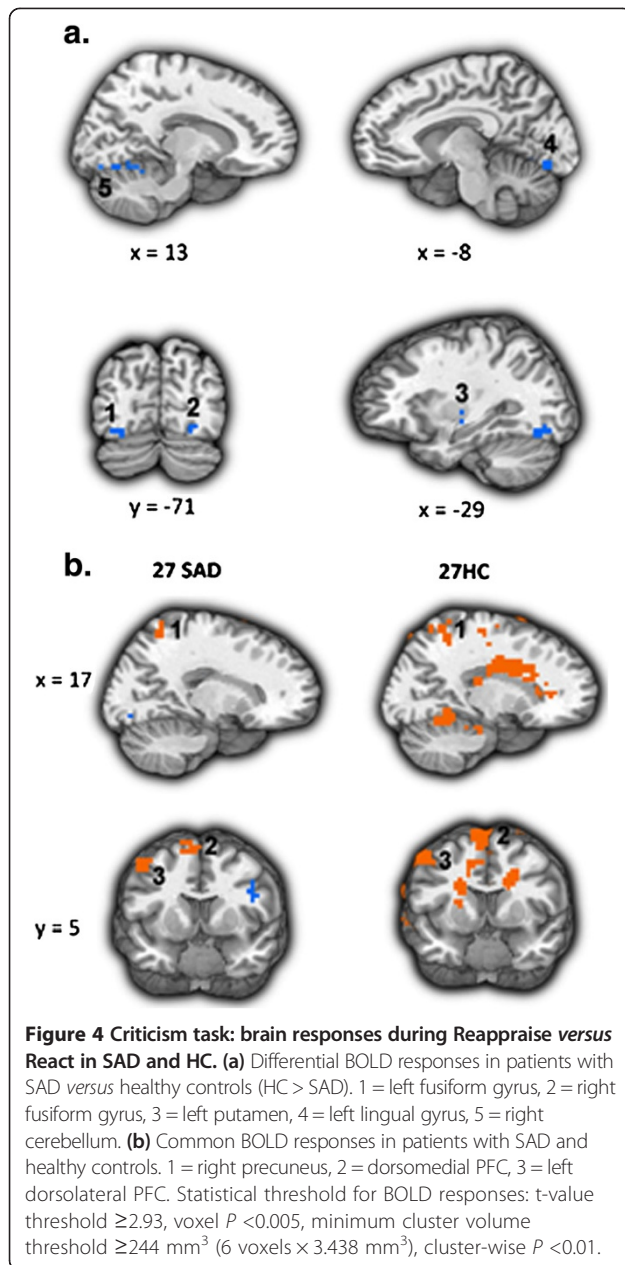 a.
5
4
x = 13
x = -8
1
2
3
y = -71
x = -29
b.
27 SAD
27HC
1
1
x = 17
2
3
2
3
y = 5
Figure 4 Criticism task: brain responses during Reappraise versus
React in SAD and HC. (a) Differential BOLD responses in patients with
SAD versus healthy controls (HC > SAD). 1 = left fusiform gyrus, 2 = right
fusiform gyrus, 3 = left putamen, 4 = left lingual gyrus, 5 = right
cerebellum. (b) Common BOLD responses in patients with SAD and
healthy controls. 1 = right precuneus, 2 = dorsomedial PFC, 3 = left
dorsolateral PFC. Statistical threshold for BOLD responses: t-value
threshold ≥2.93, voxel P <0.005, minimum cluster volume
threshold ≥244 mm³ (6 voxels × 3.438 mm³), cluster-wise P <0.01.